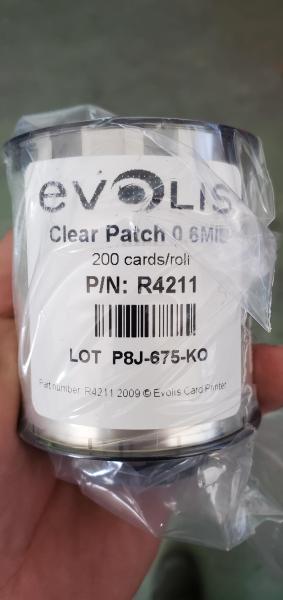 evolis
Clear Patch 0.6Mil
200 cards/roll
P/N: R4211
LOT P8J-675-KO
Part number: R4211 2009 © Evolis Card Printer